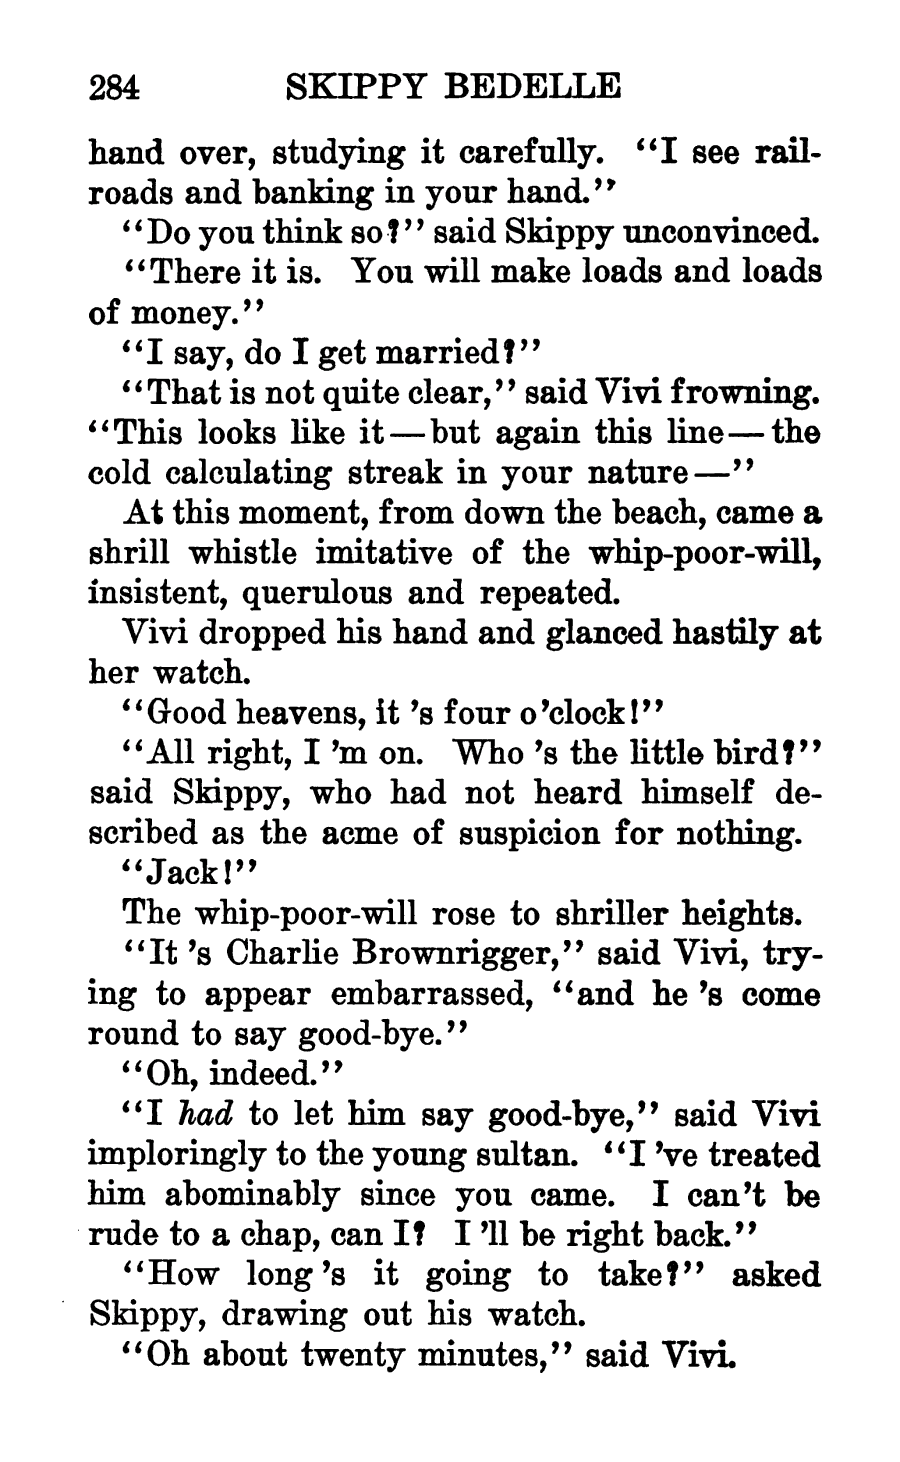 284 SKIPPY BEDELLE
hand over, studying it carefully. “I see rail-
roads and banking in your hand.”
“Do you think so?” said Skippy unconvinced.
“There it is. You will make loads and loads
of money.”
“I say, do I get married?”
“That is not quite clear,” said Vivi frowning.
“This looks like it — but again this line — the
cold calculating streak in your nature —”
At this moment, from down the beach, came a
shrill whistle imitative of the whip-poor-will,
insistent, querulous and repeated.
Vivi dropped his hand and glanced hastily at
her watch.
“Good heavens, it ’s four o’clock!”
“All right, I ’m on. Who ’s the little bird?”
said Skippy, who had not heard himself de-
scribed as the acme of suspicion for nothing.
“Jack!”
The whip-poor-will rose to shriller heights.
“It ’s Charlie Brownrigger,” said Vivi, try-
ing to appear embarrassed, “and he ’s come
round to say good-bye.”
“Oh, indeed.”
“I had to let him say good-bye,” said Vivi
imploringly to the young sultan. “I ’ve treated
him abominably since you came. I can’t be
rude to a chap, can I? I ’ll be right back.”
“How long ’s it going to take?” asked
Skippy, drawing out his watch.
“Oh about twenty minutes,” said Vivi.